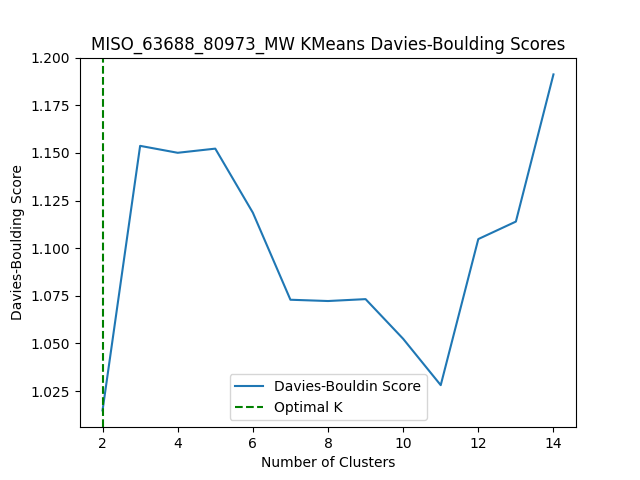 MISO_63688_80973_MW KMeans Davies-Boulding Scores
Davies-Boulding Score
1.200
1.175
1.150
1.125
1.100
1.075
1.050
1.025
Davies-Bouldin Score
Optimal K
2 4 6 8 10 12 14
Number of Clusters